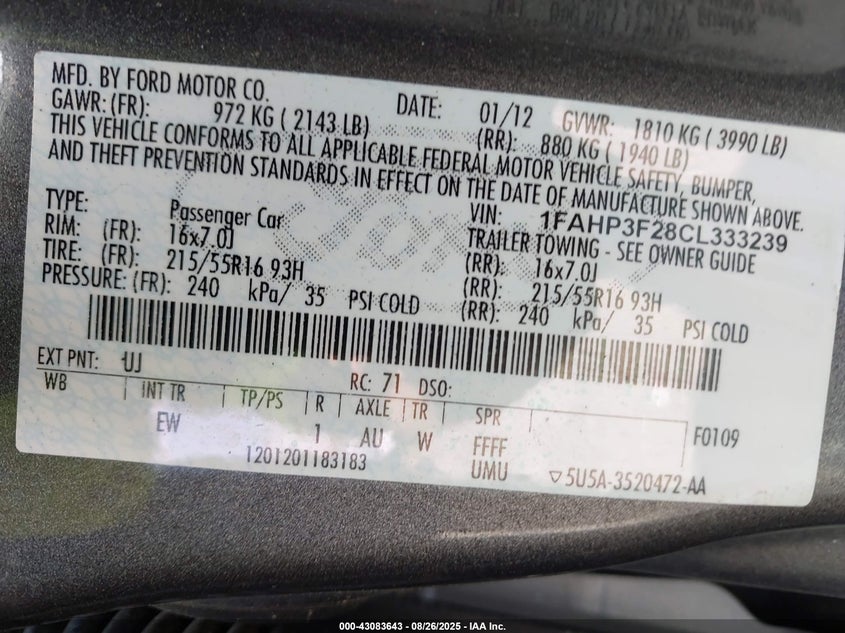 MFD. BY FORD MOTOR CO. DATE: 01/12 GVWR: 1810 KG ( 3990 LB)
GAWR: (FR): 972 KG ( 2143 LB) (RR): 880 KG ( 1940 LB)
THIS VEHICLE CONFORMS TO ALL APPLICABLE FEDERAL MOTOR VEHICLE SAFETY, BUMPER,
AND THEFT PREVENTION STANDARDS IN EFFECT ON THE DATE OF MANUFACTURE SHOWN ABOVE.
VIN: 1FAHP3F28CL333239
TYPE: Passenger Car TRAILER TOWING - SEE OWNER GUIDE
RIM: (FR): 16x7.0J (RR): 16x7.0J
TIRE: (FR): 215/55R16 93H (RR): 215/55R16 93H
PRESSURE: (FR): 240 kPa/ 35 PSI COLD (RR): 240 kPa/ 35 PSI COLD
EXT PNT: UJ RC: 71 DSO:
WB INT TR TP/PS R AXLE TR SPR F0109
EW 1 AU W FFFF
1201201183183 UMU 5U5A-3520472-AA
000-43083643 - 08/26/2025 - IAA Inc.